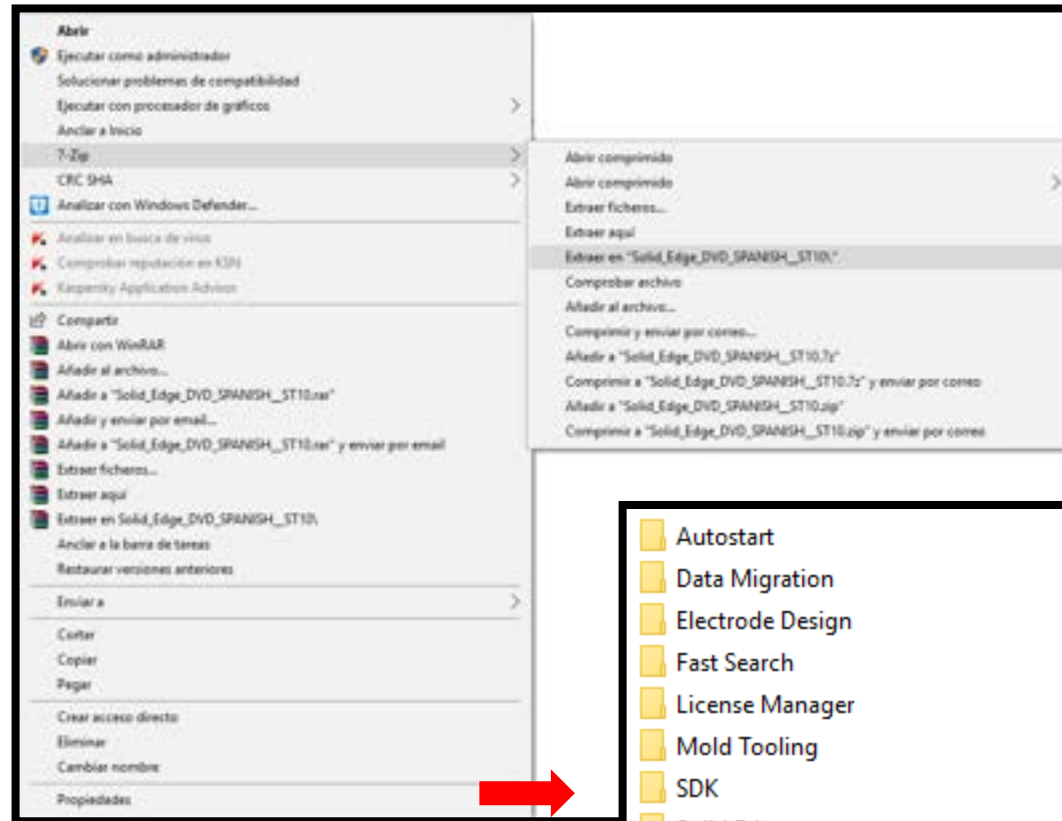 Abrir
Ejecutar como administrador
Solucionar problemas de compatibilidad
Ejecutar con procesador de gráficos
Anclar a Inicio
7-Zip
CRC SHA
Analizar con Windows Defender...
Analizar en busca de virus
Comprobar reputación en KSN
Kaspersky Application Advisor
Compartir
Abrir con WinRAR
Añadir al archivo...
Añadir a "Solid_Edge_DVD_SPANISH__ST10.rar"
Añadir y enviar por email...
Añadir a "Solid_Edge_DVD_SPANISH__ST10.rar" y enviar por email
Extraer ficheros...
Extraer aquí
Extraer en Solid_Edge_DVD_SPANISH__ST10\
Anclar a la barra de tareas
Restaurar versiones anteriores
Enviar a
Cortar
Copiar
Pegar
Crear acceso directo
Eliminar
Cambiar nombre
Propiedades
Abrir comprimido
Abrir comprimido
Extraer ficheros...
Extraer aquí
Extraer en "Solid_Edge_DVD_SPANISH__ST10\"
Comprobar archivo
Añadir al archivo...
Comprimir y enviar por correo...
Añadir a "Solid_Edge_DVD_SPANISH__ST10.7z"
Comprimir a "Solid_Edge_DVD_SPANISH__ST10.7z" y enviar por correo
Añadir a "Solid_Edge_DVD_SPANISH__ST10.zip"
Comprimir a "Solid_Edge_DVD_SPANISH__ST10.zip" y enviar por correo
Autostart
Data Migration
Electrode Design
Fast Search
License Manager
Mold Tooling
SDK